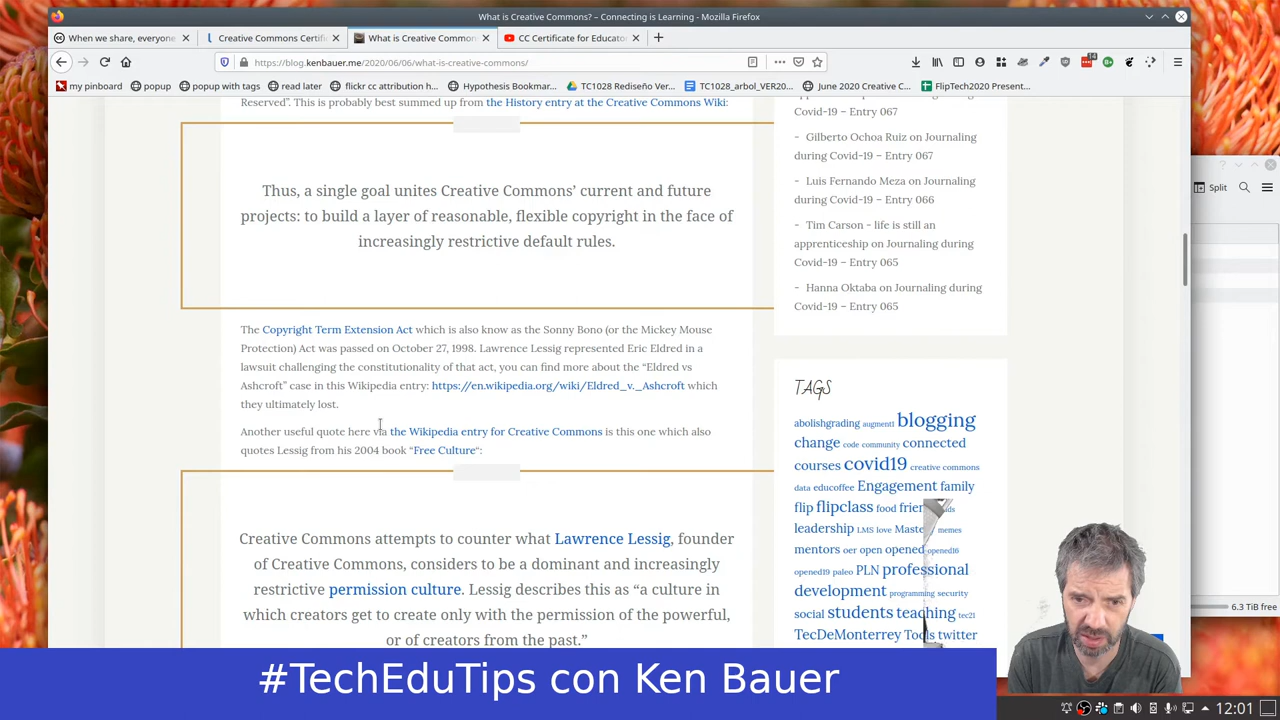 What is Creative Commons? – Connecting is Learning - Mozilla Firefox
When we share, everyone
Creative Commons Certifi
What is Creative Common
CC Certificate for Educato
https://blog.kenbauer.me/2020/06/06/what-is-creative-commons/
14
my pinboard
popup
popup with tags
read later
flickr cc attribution h…
Hypothesis Bookmar…
TC1028 Rediseño Ver…
TC1028_arbol_VER20…
June 2020 Creative C…
FlipTech2020 Present…
Reserved”. This is probably best summed up from the History entry at the Creative Commons Wiki:
Thus, a single goal unites Creative Commons’ current and future
projects: to build a layer of reasonable, flexible copyright in the face of
increasingly restrictive default rules.
The Copyright Term Extension Act which is also know as the Sonny Bono (or the Mickey Mouse
Protection) Act was passed on October 27, 1998. Lawrence Lessig represented Eric Eldred in a
lawsuit challenging the constitutionality of that act, you can find more about the “Eldred vs
Ashcroft” case in this Wikipedia entry: https://en.wikipedia.org/wiki/Eldred_v._Ashcroft which
they ultimately lost.
Another useful quote here via the Wikipedia entry for Creative Commons is this one which also
quotes Lessig from his 2004 book “Free Culture“:
Creative Commons attempts to counter what Lawrence Lessig, founder
of Creative Commons, considers to be a dominant and increasingly
restrictive permission culture. Lessig describes this as “a culture in
which creators get to create only with the permission of the powerful,
or of creators from the past.”
Covid-19 – Entry 067
- Gilberto Ochoa Ruiz on Journaling
during Covid-19 – Entry 067
- Luis Fernando Meza on Journaling
during Covid-19 – Entry 066
- Tim Carson - life is still an
apprenticeship on Journaling during
Covid-19 – Entry 065
- Hanna Oktaba on Journaling during
Covid-19 – Entry 065
TAGS
abolishgrading augment1 blogging
change code community connected
courses covid19 creative commons
data educoffee Engagement family
flip flipclass food frien
leadership LMS love Maste memes
mentors oer open opened opened16
opened19 paleo PLN professional
development programming security
social students teaching tec21
TecDeMonterrey Tools twitter
Split
6.3 TiB free
#TechEduTips con Ken Bauer
12:01